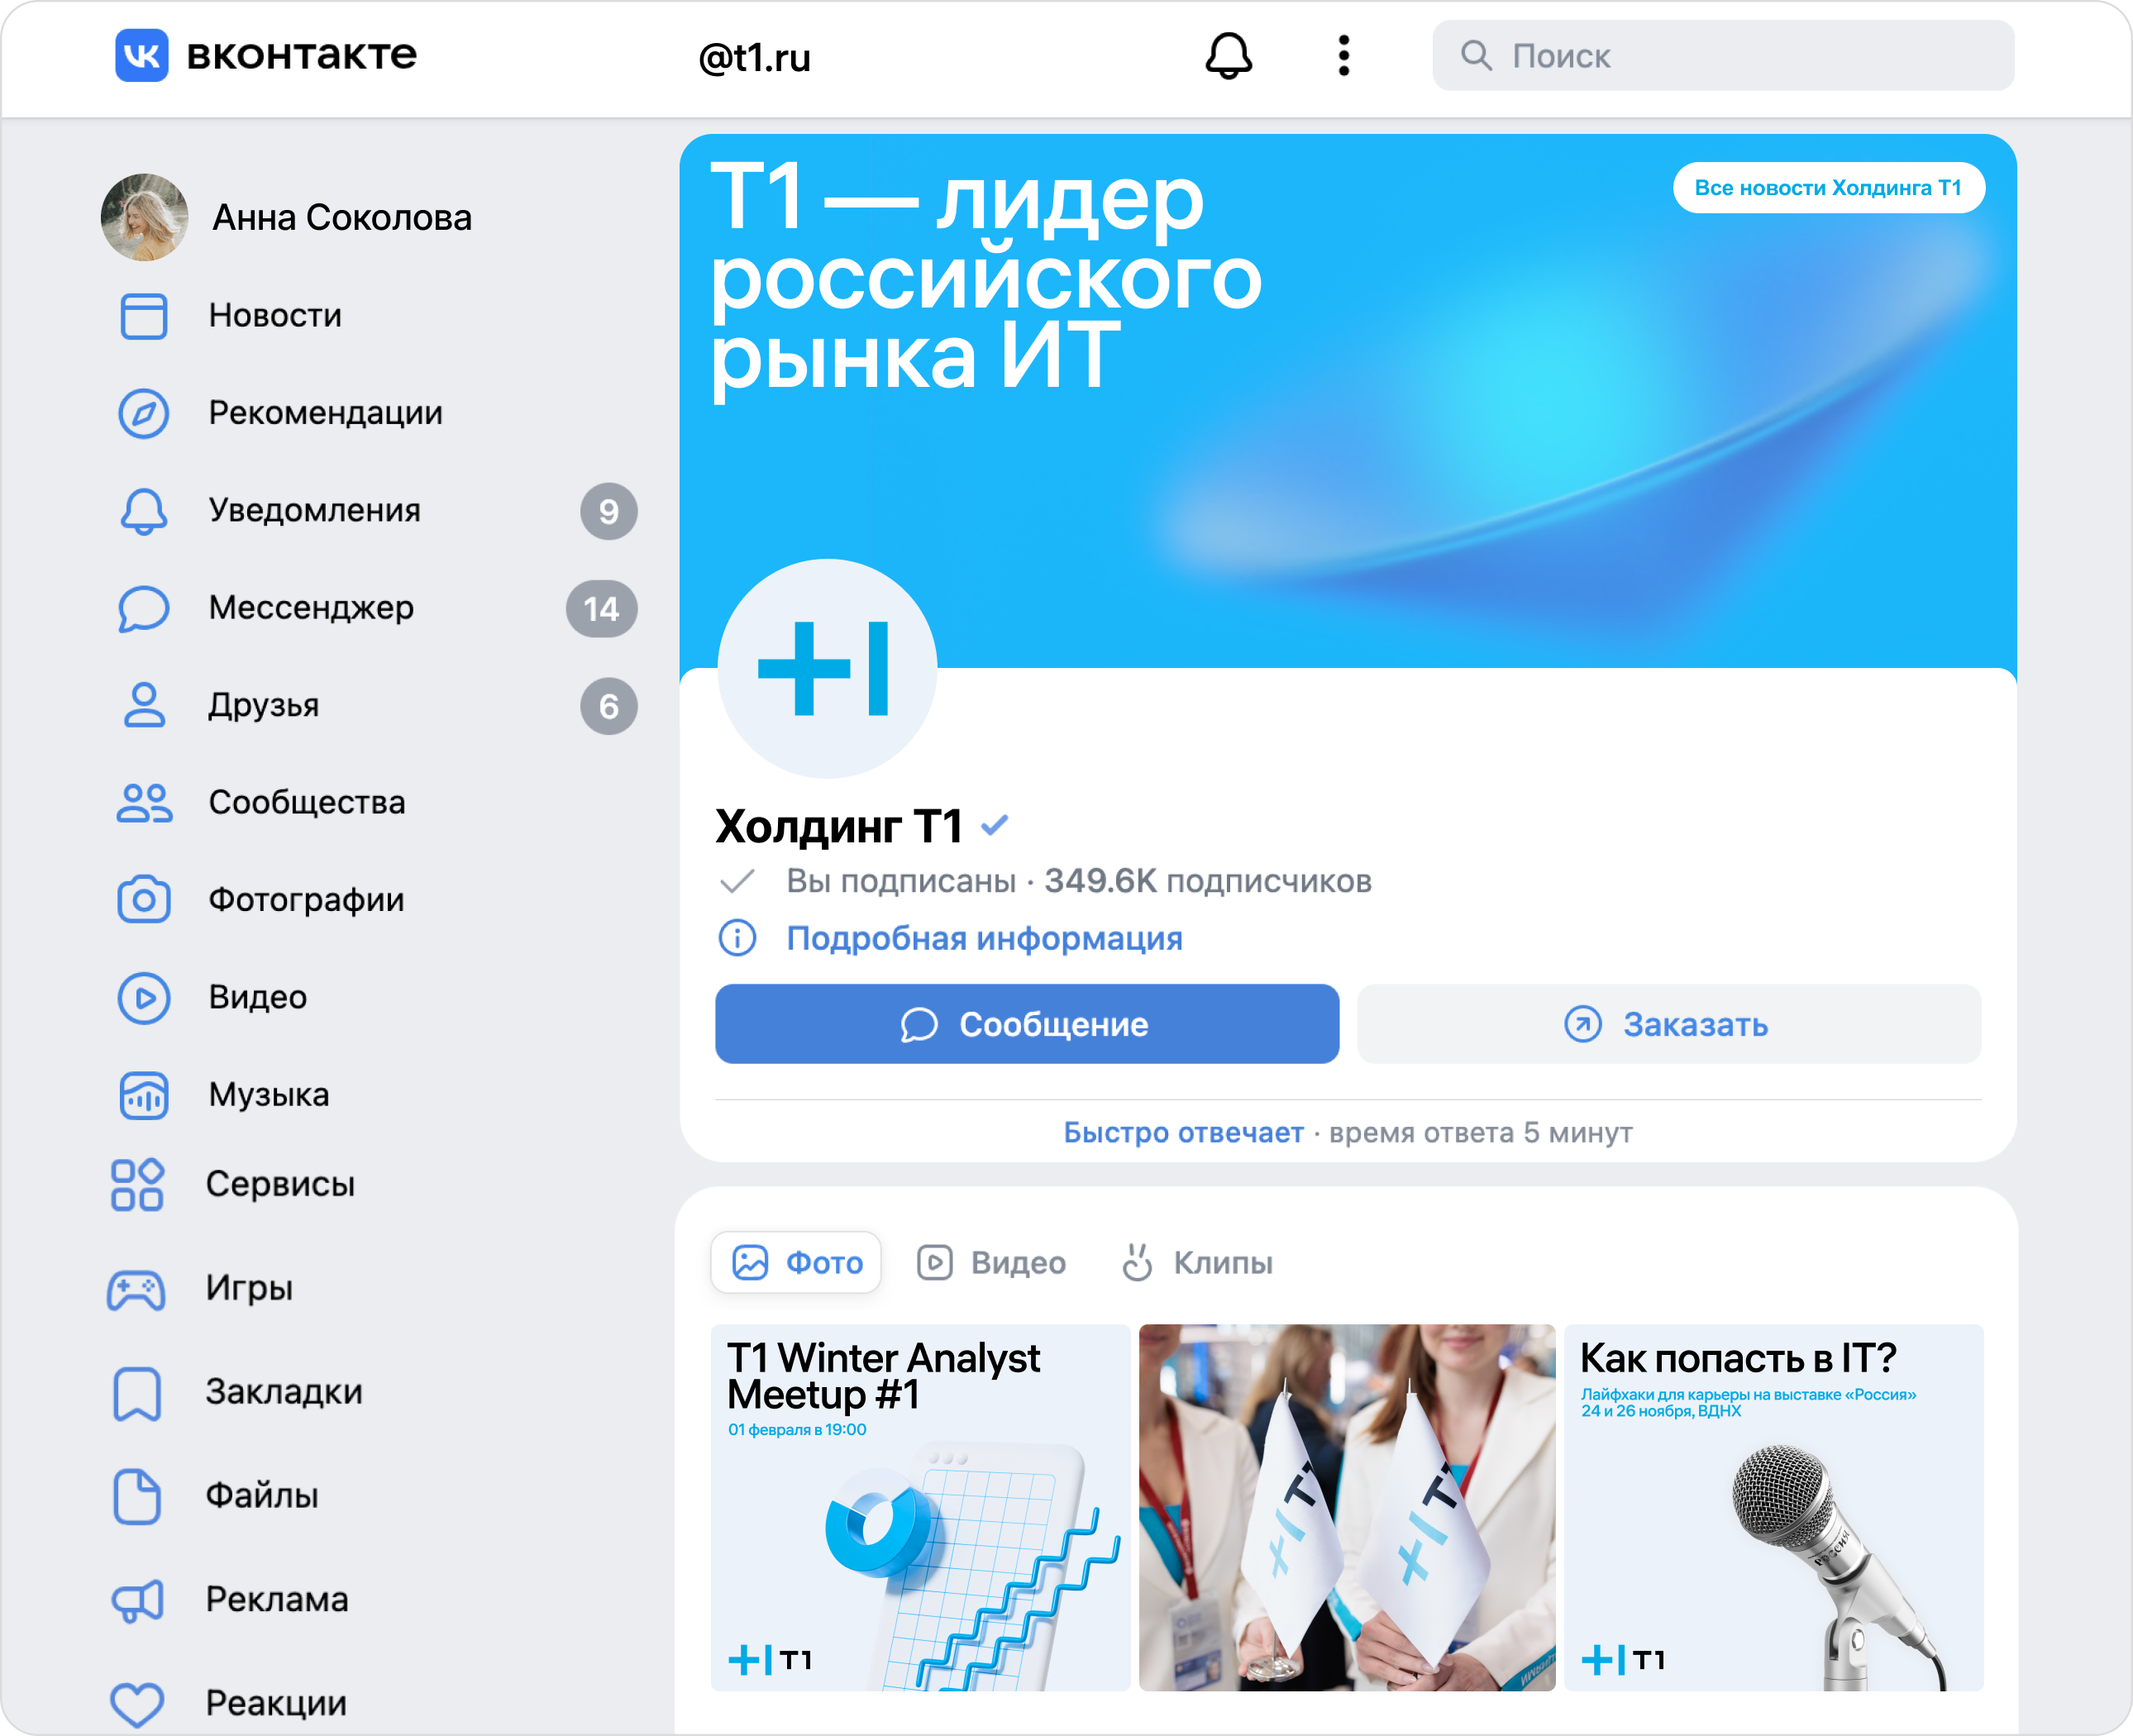 вконтакте
@t1.ru
Поиск
Анна Соколова
Новости
Рекомендации
Уведомления
9
Мессенджер
14
Друзья
6
Сообщества
Фотографии
Видео
Музыка
Сервисы
Игры
Закладки
Файлы
Реклама
Реакции
Т1 — лидер
российского
рынка ИТ
Все новости Холдинга Т1
Холдинг Т1
Вы подписаны · 349.6K подписчиков
Подробная информация
Сообщение
Заказать
Быстро отвечает · время ответа 5 минут
Фото
Видео
Клипы
T1 Winter Analyst
Meetup #1
01 февраля в 19:00
Т1
Как попасть в IT?
Лайфхаки для карьеры на выставке «Россия»
24 и 26 ноября, ВДНХ
РОССИЯ
Т1